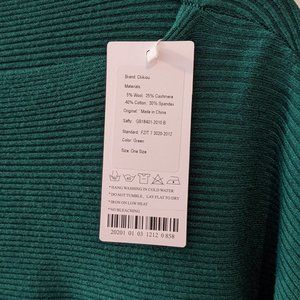 Brand: Chikou
Materials:
5% Wool 25% Cashmere
40% Cotton 30% Spandex
Original: Made in China
Safty: GB18401-2010 B
Standard: FZ/T 73020-2012
Color: Green
Size: One Size
* HANG WASHING IN COLD WATER
* DO NOT TUMBLE, LAY FLAT TO DRY
* IRON ON LOW HEAT
* NO BLEACHING
20201 01 03 1212 0 858